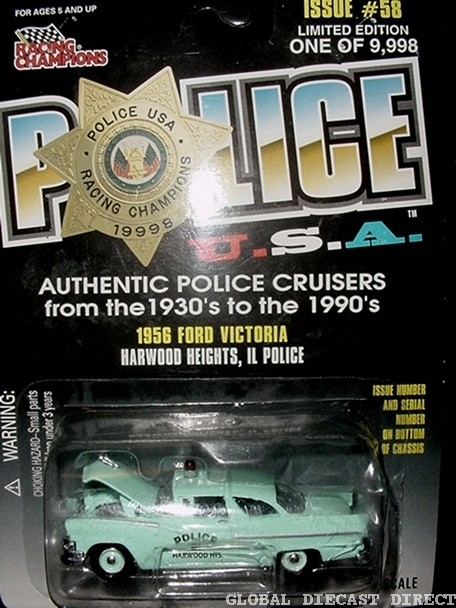 FOR AGES 5 AND UP
RACING
CHAMPIONS
ISSUE #58
LIMITED EDITION
ONE OF 9,998
POLICE
POLICE USA
RACING CHAMPIONS
19998
U.S.A.
TM
AUTHENTIC POLICE CRUISERS
from the 1930's to the 1990's
1956 FORD VICTORIA
HARWOOD HEIGHTS, IL POLICE
WARNING:
CHOKING HAZARD-Small parts
under 3 years
ISSUE NUMBER
AND SERIAL
NUMBER
ON BOTTOM
OF CHASSIS
POLICE
HARWOOD HTS.
SCALE
GLOBAL DIECAST DIRECT